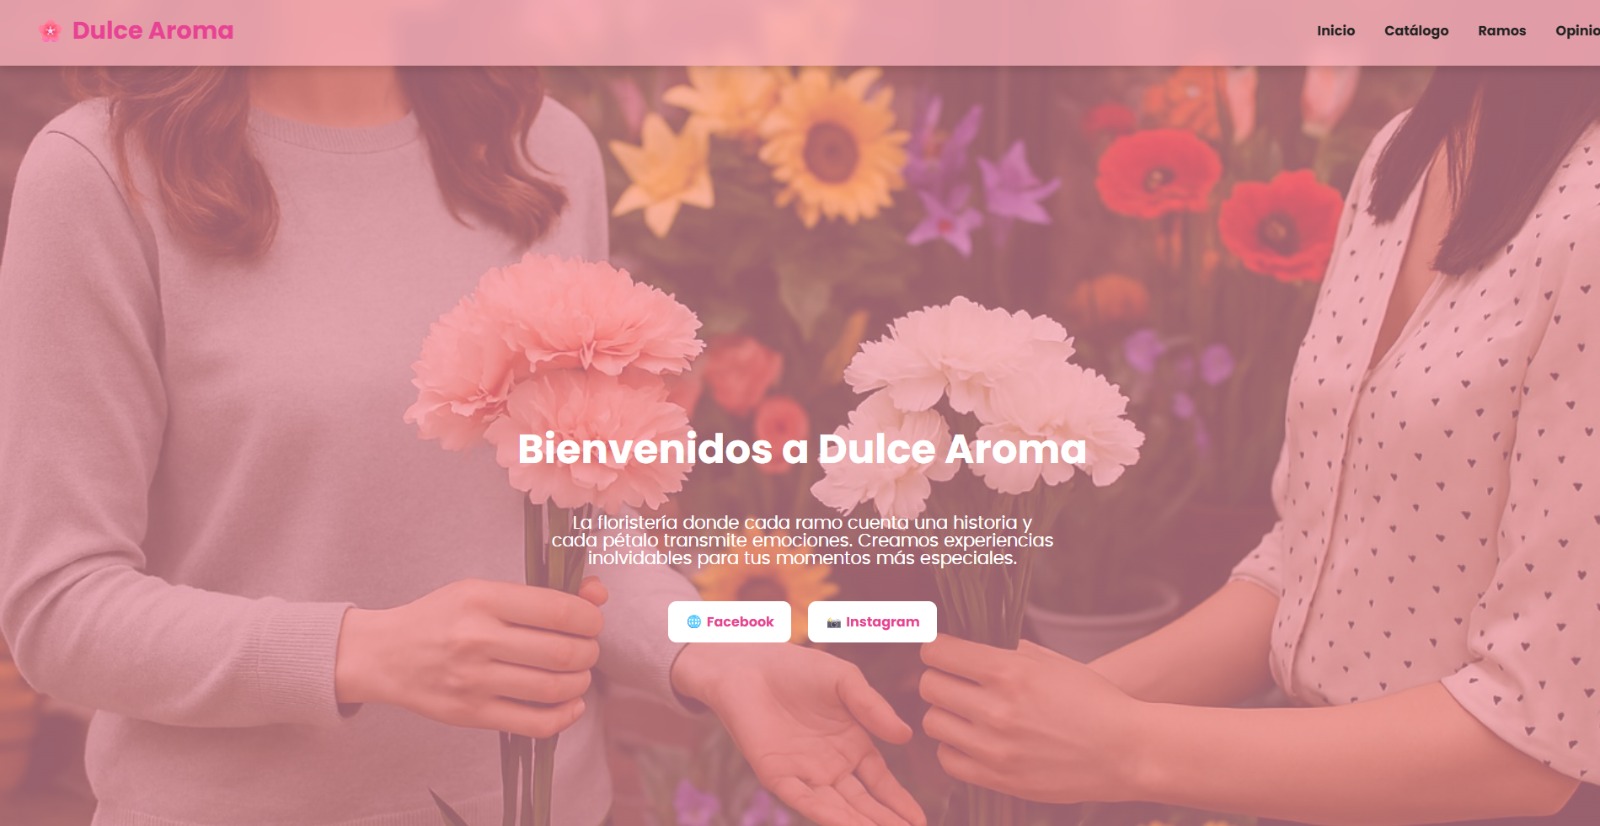 Dulce Aroma
Inicio Catálogo Ramos
Bienvenidos a Dulce Aroma
La floristería donde cada ramo cuenta una historia y
cada pétalo transmite emociones. Creamos experiencias
inolvidables para tus momentos más especiales.
Facebook Instagram